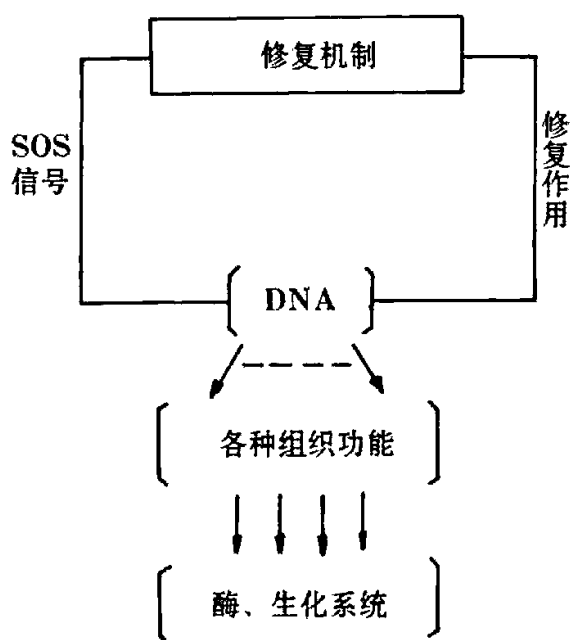 修复机制
SOS
信号
修复作用
DNA
各种组织功能
酶、生化系统